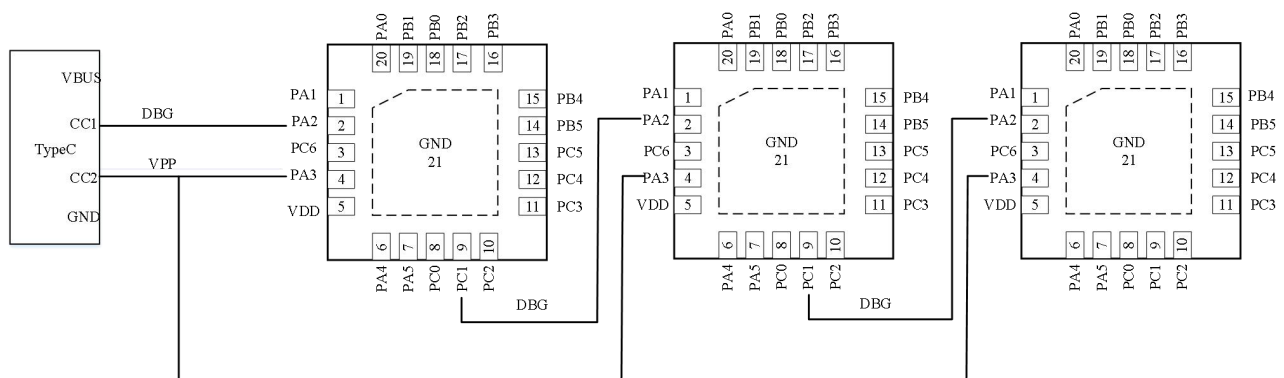 VBUS
CC1
TypeC
CC2
GND
DBG
VPP
PA0
PB1
PB0
PB2
PB3
20
19
18
17
16
PA1
1
PA2
2
PC6
3
PA3
4
VDD
5
GND
21
15
PB4
14
PB5
13
PC5
12
PC4
11
PC3
6
7
8
9
10
PA4
PA5
PC0
PC1
PC2
DBG
PA0
PB1
PB0
PB2
PB3
20
19
18
17
16
PA1
1
PA2
2
PC6
3
PA3
4
VDD
5
GND
21
15
PB4
14
PB5
13
PC5
12
PC4
11
PC3
6
7
8
9
10
PA4
PA5
PC0
PC1
PC2
DBG
PA0
PB1
PB0
PB2
PB3
20
19
18
17
16
PA1
1
PA2
2
PC6
3
PA3
4
VDD
5
GND
21
15
PB4
14
PB5
13
PC5
12
PC4
11
PC3
6
7
8
9
10
PA4
PA5
PC0
PC1
PC2